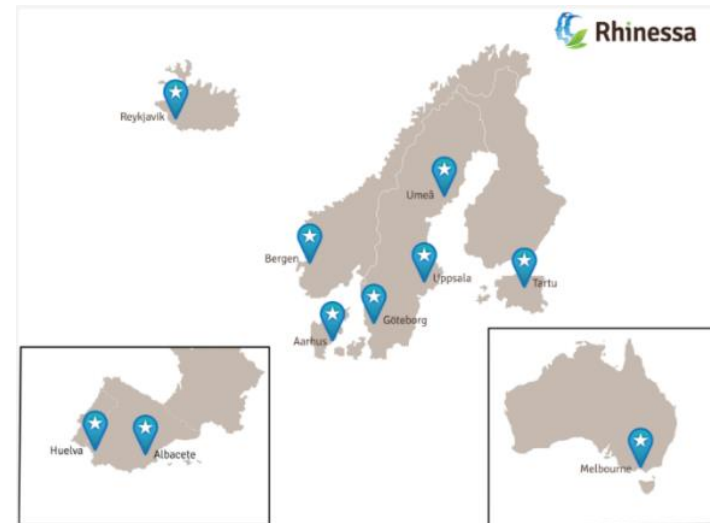 Rhinessa
Reykjavik
Umeå
Bergen
Uppsala
Tartu
Göteborg
Aarhus
Huelva
Albacete
Melbourne